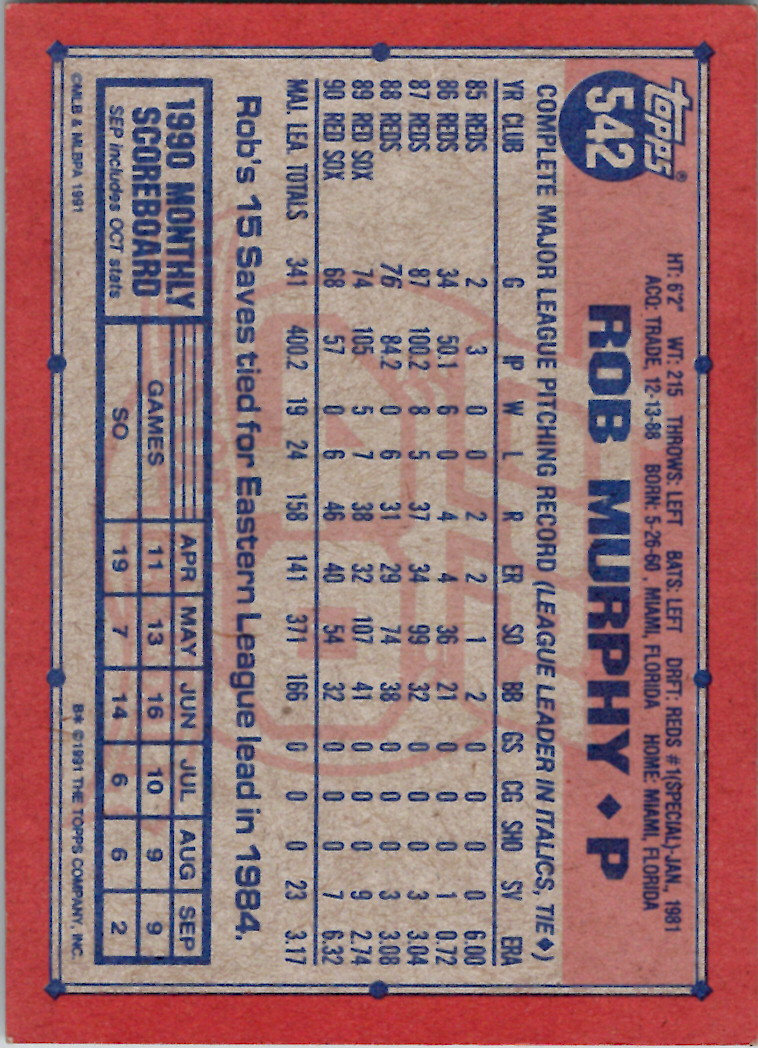 topps®
542
HT: 6'2" WT: 215 THROWS: LEFT BATS: LEFT DRFT: REDS #1(SPECIAL)-JAN., 1981
ACQ: TRADE, 12-13-88 BORN: 5-26-60, MIAMI, FLORIDA HOME: MIAMI, FLORIDA
ROB MURPHY ◆ P
COMPLETE MAJOR LEAGUE PITCHING RECORD (LEAGUE LEADER IN ITALICS, TIE◆)
YR CLUB G IP W L R ER SO BB GS CG SHO SV ERA
85 REDS 2 3 0 0 2 2 1 2 0 0 0 0 6.00
86 REDS 34 50.1 6 0 4 4 36 21 0 0 0 1 0.72
87 REDS 87 100.2 8 5 37 34 99 32 0 0 0 3 3.04
88 REDS 76 84.2 0 6 31 29 74 38 0 0 0 3 3.08
89 RED SOX 74 105 5 7 38 32 107 41 0 0 0 9 2.74
90 RED SOX 68 57 0 6 46 40 54 32 0 0 0 7 6.32
MAJ. LEA. TOTALS 341 400.2 19 24 158 141 371 166 0 0 0 23 3.17
Rob's 15 Saves tied for Eastern League lead in 1984.
1990 MONTHLY
SCOREBOARD
SEP includes OCT stats
APR MAY JUN JUL AUG SEP
GAMES 11 13 16 10 9 9
SO 19 7 14 6 6 2
©MLB & MLBPA 1991
B* ©1991 THE TOPPS COMPANY, INC.